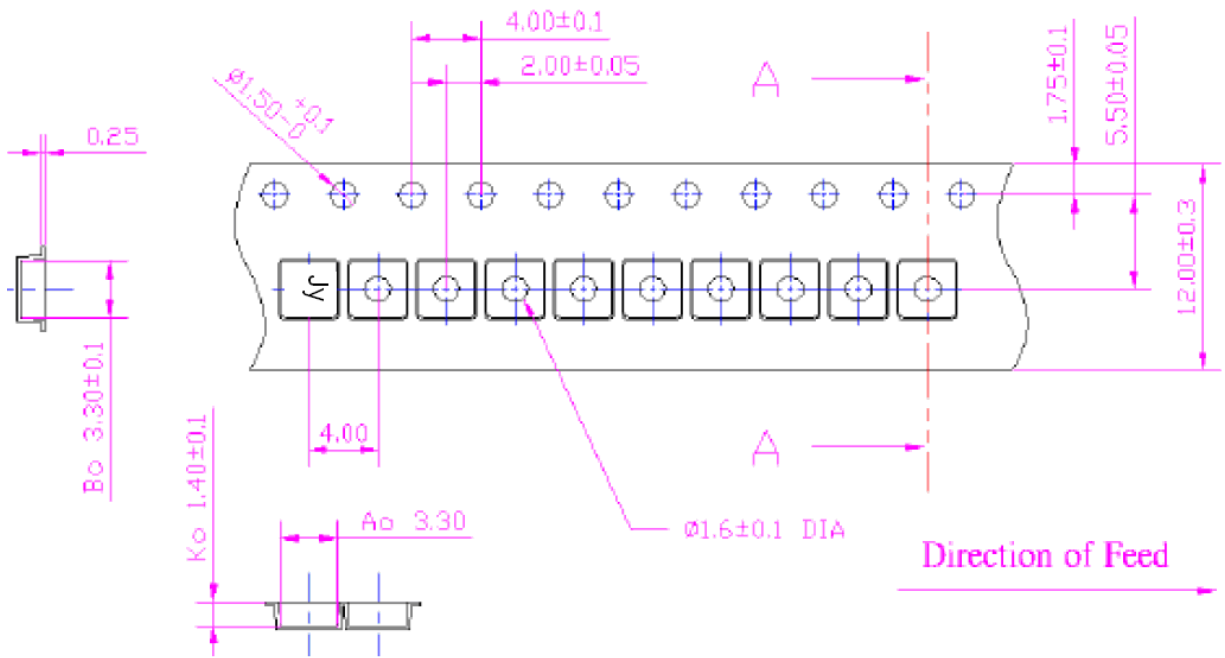 4.00±0.1
2.00±0.05
Ø1.50 +0.1
-0
0.25
A
1.75±0.1
5.50±0.05
12.00±0.3
Jy
Bo 3.30±0.1
4.00
A
Ko 1.40±0.1
Ao 3.30
Ø1.6±0.1 DIA
Direction of Feed